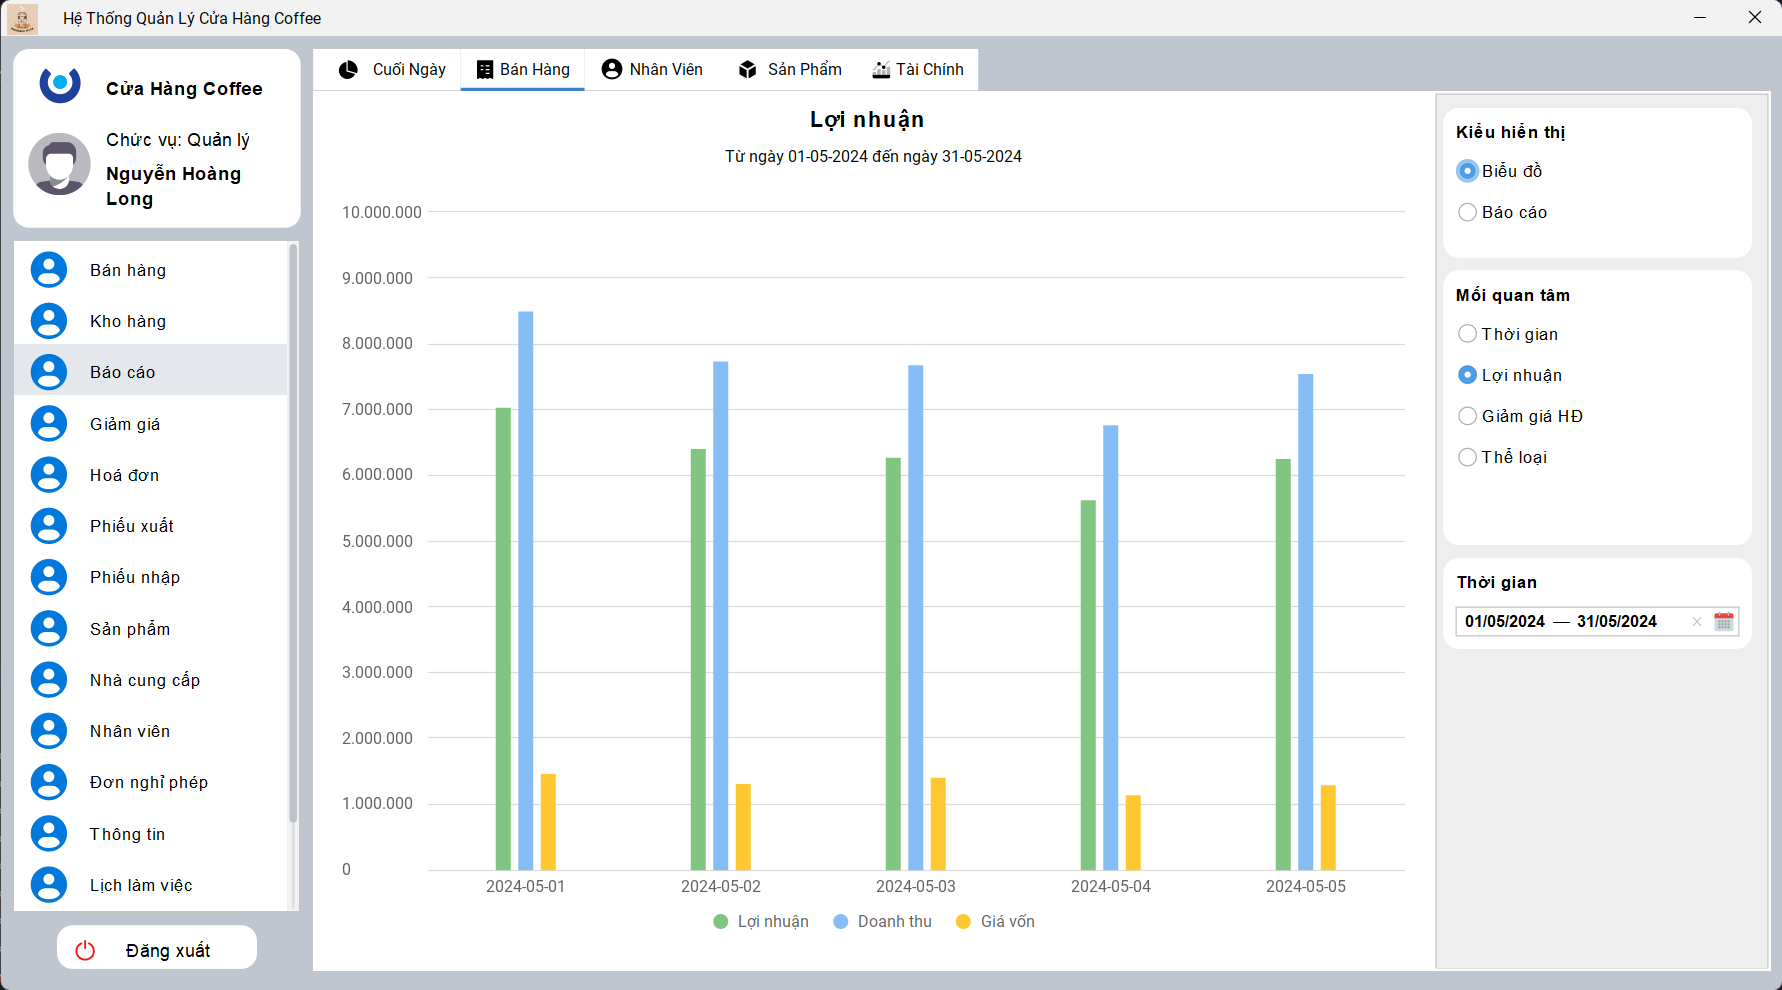 Hệ Thống Quản Lý Cửa Hàng Coffee
Cửa Hàng Coffee
Chức vụ: Quản lý
Nguyễn Hoàng
Long
Bán hàng
Kho hàng
Báo cáo
Giảm giá
Hoá đơn
Phiếu xuất
Phiếu nhập
Sản phẩm
Nhà cung cấp
Nhân viên
Đơn nghỉ phép
Thông tin
Lịch làm việc
Đăng xuất
Cuối Ngày Bán Hàng Nhân Viên Sản Phẩm Tài Chính
Lợi nhuận
Từ ngày 01-05-2024 đến ngày 31-05-2024
10.000.000
9.000.000
8.000.000
7.000.000
6.000.000
5.000.000
4.000.000
3.000.000
2.000.000
1.000.000
0
2024-05-01 2024-05-02 2024-05-03 2024-05-04 2024-05-05
Lợi nhuận Doanh thu Giá vốn
Kiểu hiển thị
Biểu đồ
Báo cáo
Mối quan tâm
Thời gian
Lợi nhuận
Giảm giá HĐ
Thể loại
Thời gian
01/05/2024 — 31/05/2024